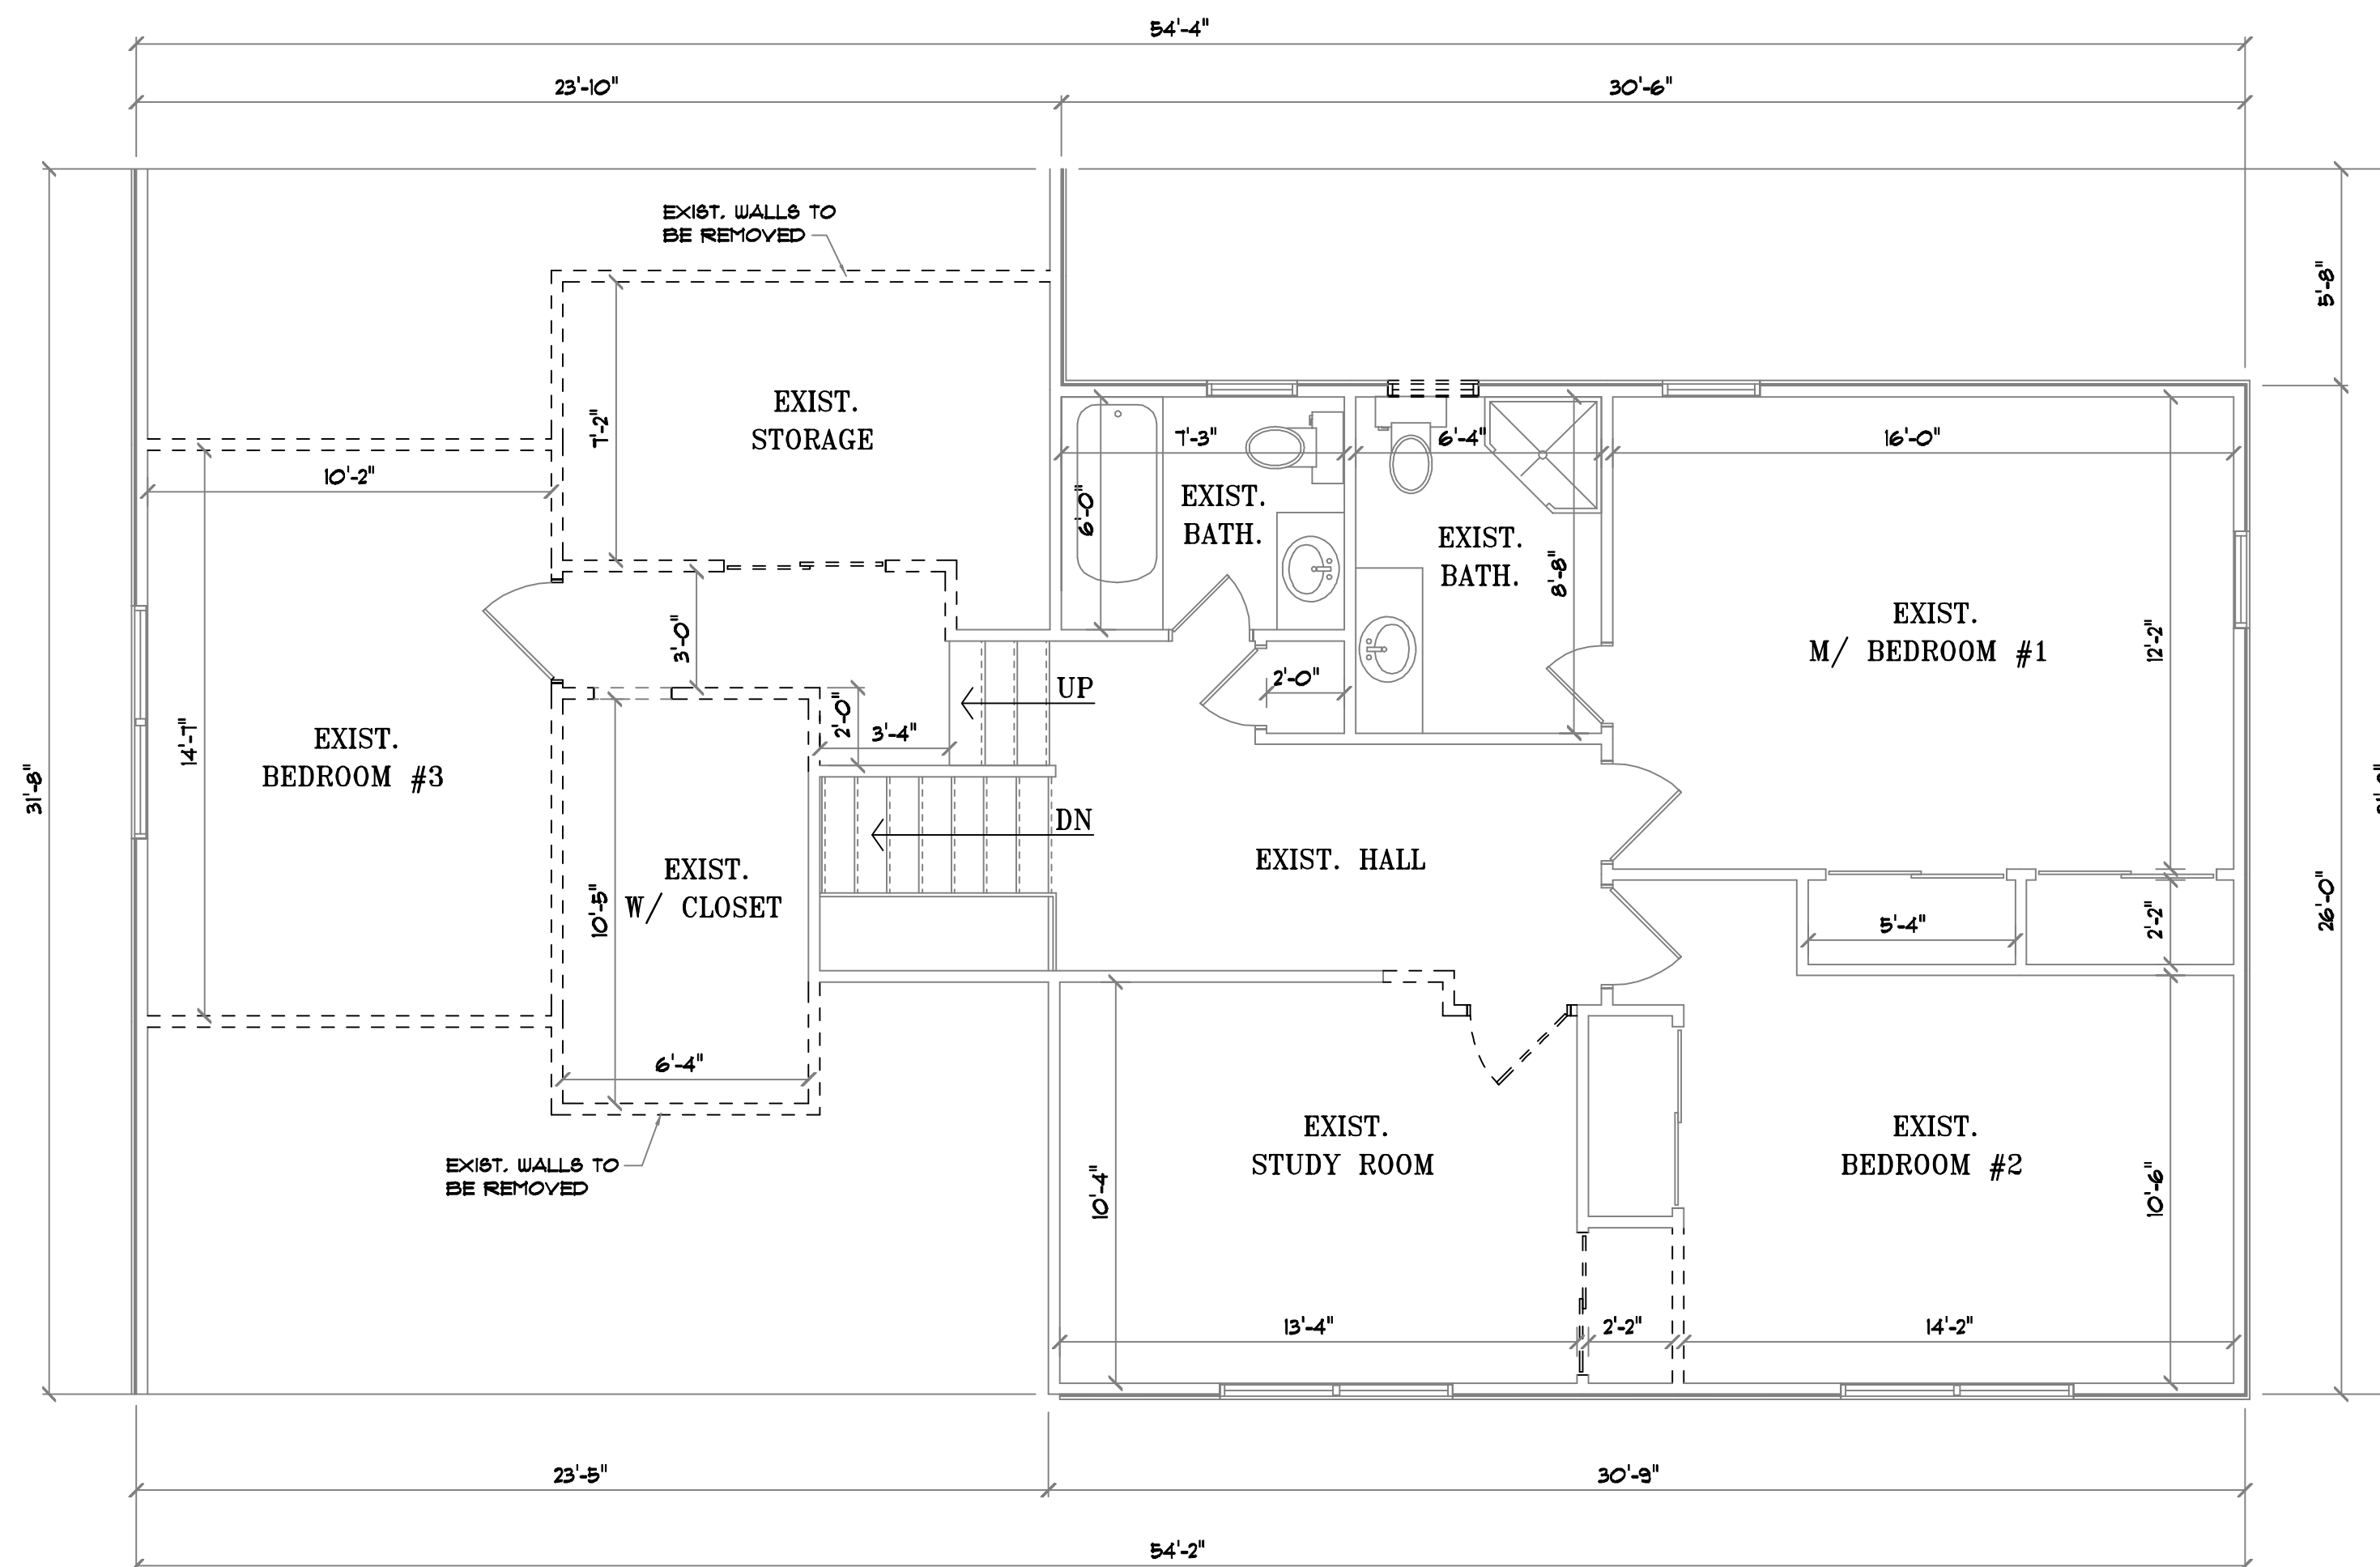 54'-4"
23'-10"
30'-6"
EXIST. WALLS TO
BE REMOVED
5'-8"
EXIST.
STORAGE
7'-2"
7'-3"
6'-4"
16'-0"
10'-2"
6'-0"
EXIST.
BATH.
EXIST.
BATH.
8'-8"
EXIST.
M/ BEDROOM #1
12'-2"
3'-0"
2'-0"
UP
2'-0"
3'-4"
14'-7"
EXIST.
BEDROOM #3
31'-8"
DN
EXIST. HALL
EXIST.
W/ CLOSET
10'-5"
5'-4"
2'-2"
26'-0"
6'-4"
EXIST. WALLS TO
BE REMOVED
EXIST.
STUDY ROOM
EXIST.
BEDROOM #2
10'-4"
10'-6"
13'-4"
2'-2"
14'-2"
23'-5"
30'-9"
54'-2"